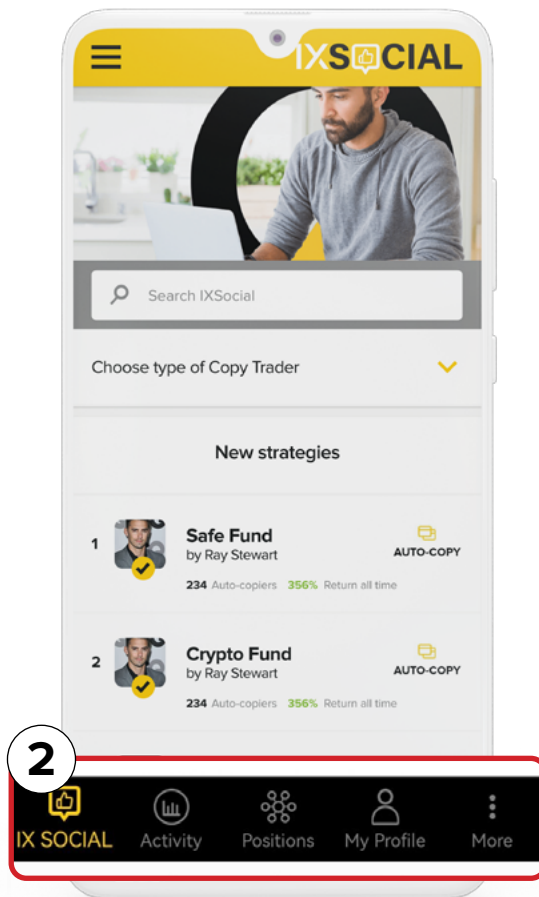 IXSOCIAL
Search IXSocial
Choose type of Copy Trader
New strategies
1
Safe Fund
by Ray Stewart
AUTO-COPY
234 Auto-copiers 356% Return all time
2
Crypto Fund
by Ray Stewart
AUTO-COPY
234 Auto-copiers 356% Return all time
2
IX SOCIAL Activity Positions My Profile More